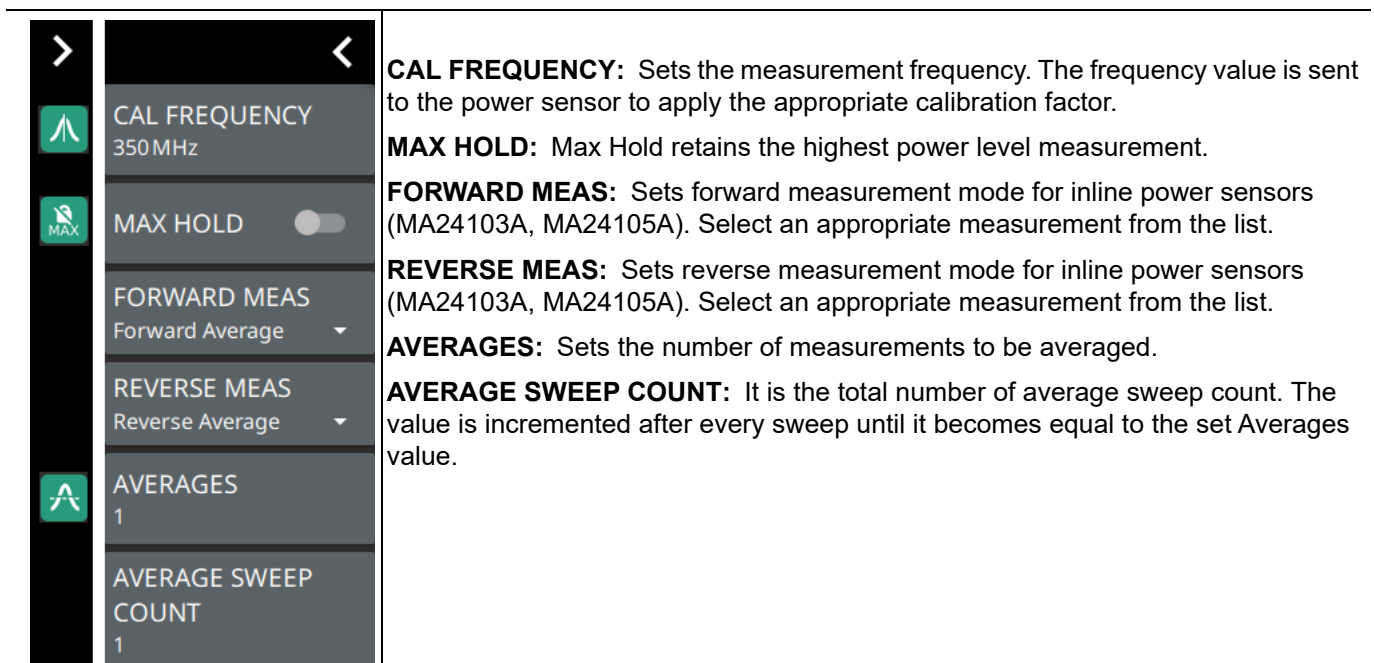 CAL FREQUENCY
350 MHz
MAX
MAX HOLD
FORWARD MEAS
Forward Average
REVERSE MEAS
Reverse Average
AVERAGES
1
AVERAGE SWEEP
COUNT
1
CAL FREQUENCY: Sets the measurement frequency. The frequency value is sent
to the power sensor to apply the appropriate calibration factor.
MAX HOLD: Max Hold retains the highest power level measurement.
FORWARD MEAS: Sets forward measurement mode for inline power sensors
(MA24103A, MA24105A). Select an appropriate measurement from the list.
REVERSE MEAS: Sets reverse measurement mode for inline power sensors
(MA24103A, MA24105A). Select an appropriate measurement from the list.
AVERAGES: Sets the number of measurements to be averaged.
AVERAGE SWEEP COUNT: It is the total number of average sweep count. The
value is incremented after every sweep until it becomes equal to the set Averages
value.